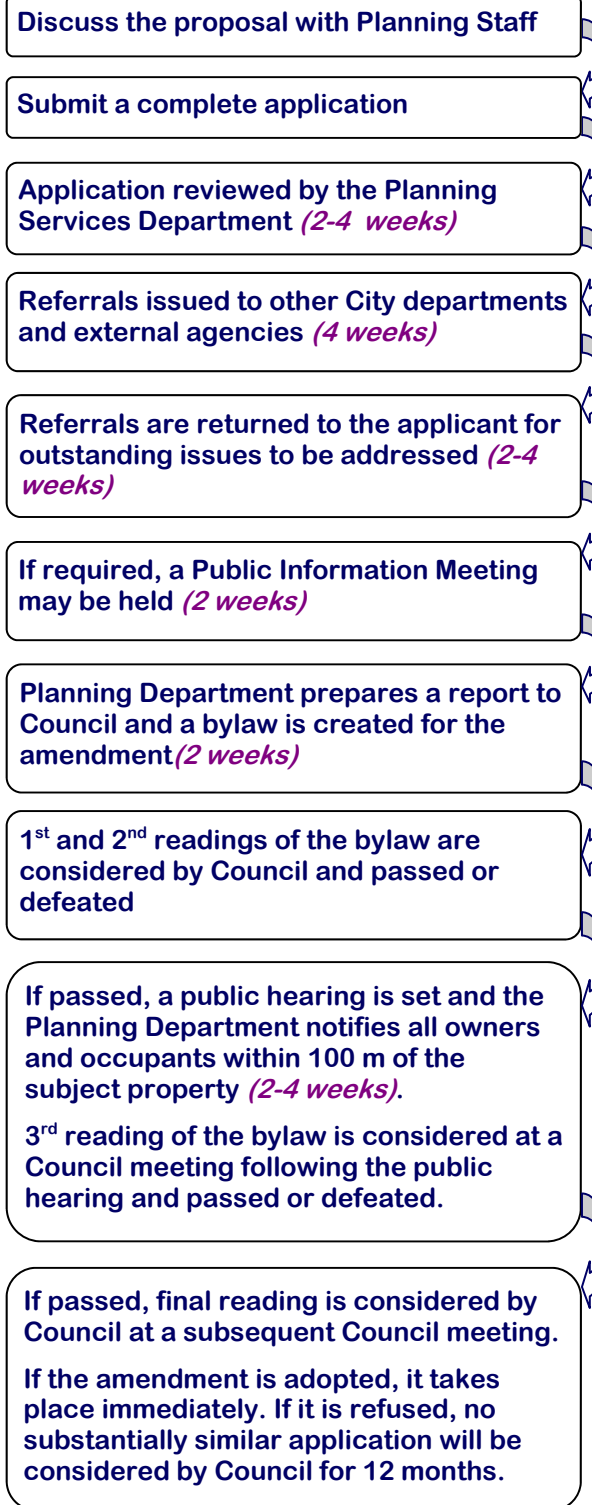 Discuss the proposal with Planning Staff
Submit a complete application
Application reviewed by the Planning
Services Department (2-4 weeks)
Referrals issued to other City departments
and external agencies (4 weeks)
Referrals are returned to the applicant for
outstanding issues to be addressed (2-4
weeks)
If required, a Public Information Meeting
may be held (2 weeks)
Planning Department prepares a report to
Council and a bylaw is created for the
amendment(2 weeks)
1st and 2nd readings of the bylaw are
considered by Council and passed or
defeated
If passed, a public hearing is set and the
Planning Department notifies all owners
and occupants within 100 m of the
subject property (2-4 weeks).
3rd reading of the bylaw is considered at a
Council meeting following the public
hearing and passed or defeated.
If passed, final reading is considered by
Council at a subsequent Council meeting.
If the amendment is adopted, it takes
place immediately. If it is refused, no
substantially similar application will be
considered by Council for 12 months.